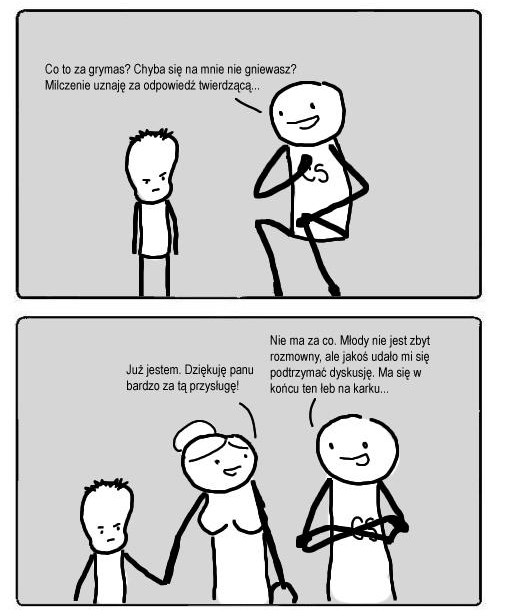 Co to za grymas? Chyba się na mnie nie gniewasz?
Milczenie uznaję za odpowiedź twierdzącą...
CS
Już jestem. Dziękuję panu
bardzo za tą przysługę!
Nie ma za co. Młody nie jest zbyt
rozmowny, ale jakoś udało mi się
podtrzymać dyskusję. Ma się w
końcu ten łeb na karku...
CS